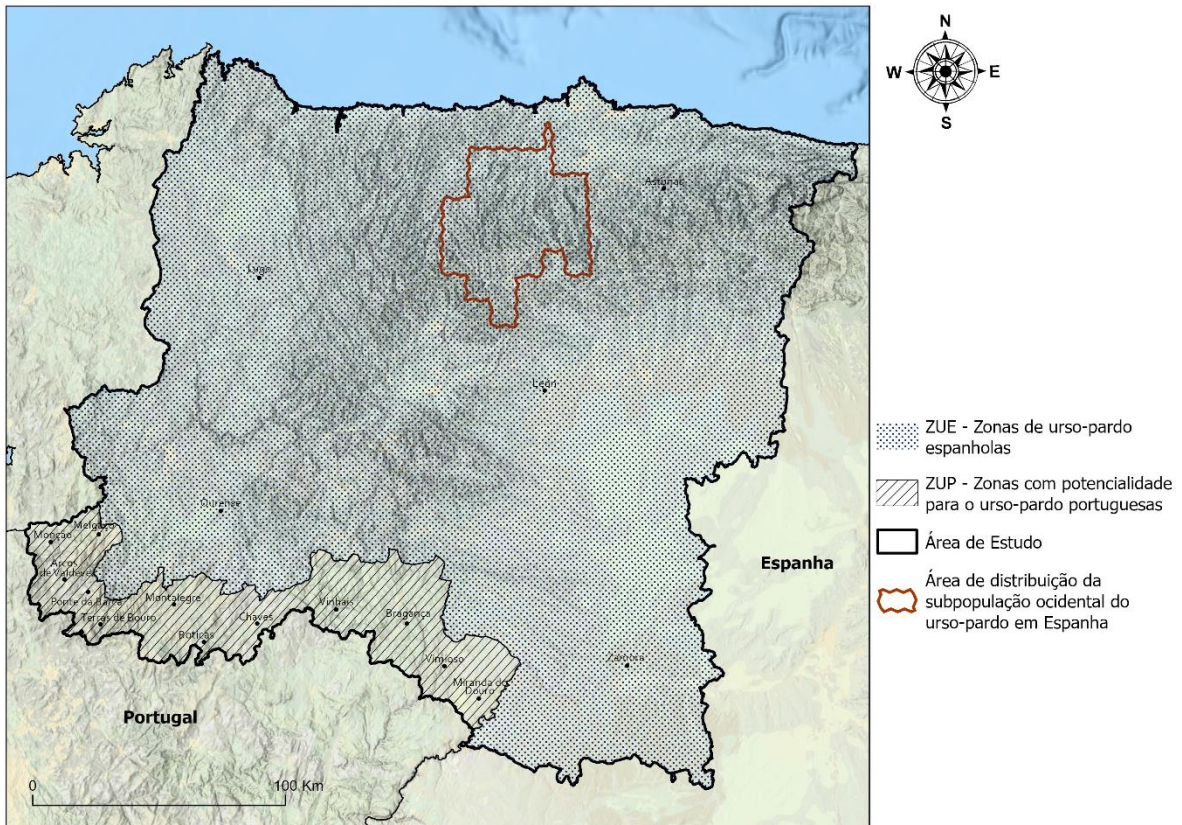 N
W
E
S
Asturias
Lugo
León
Ourense
Melgaço
Monção
Arcos
de Valdevez
Ponte da Barca
Montalegre
Terras de Bouro
Chaves
Boticas
Vinhais
Bragança
Vimioso
Miranda do
Douro
Zamora
Espanha
Portugal
0
100 Km
ZUE - Zonas de urso-pardo
espanholas
ZUP - Zonas com potencialidade
para o urso-pardo portuguesas
Área de Estudo
Área de distribuição da
subpopulação ocidental do
urso-pardo em Espanha